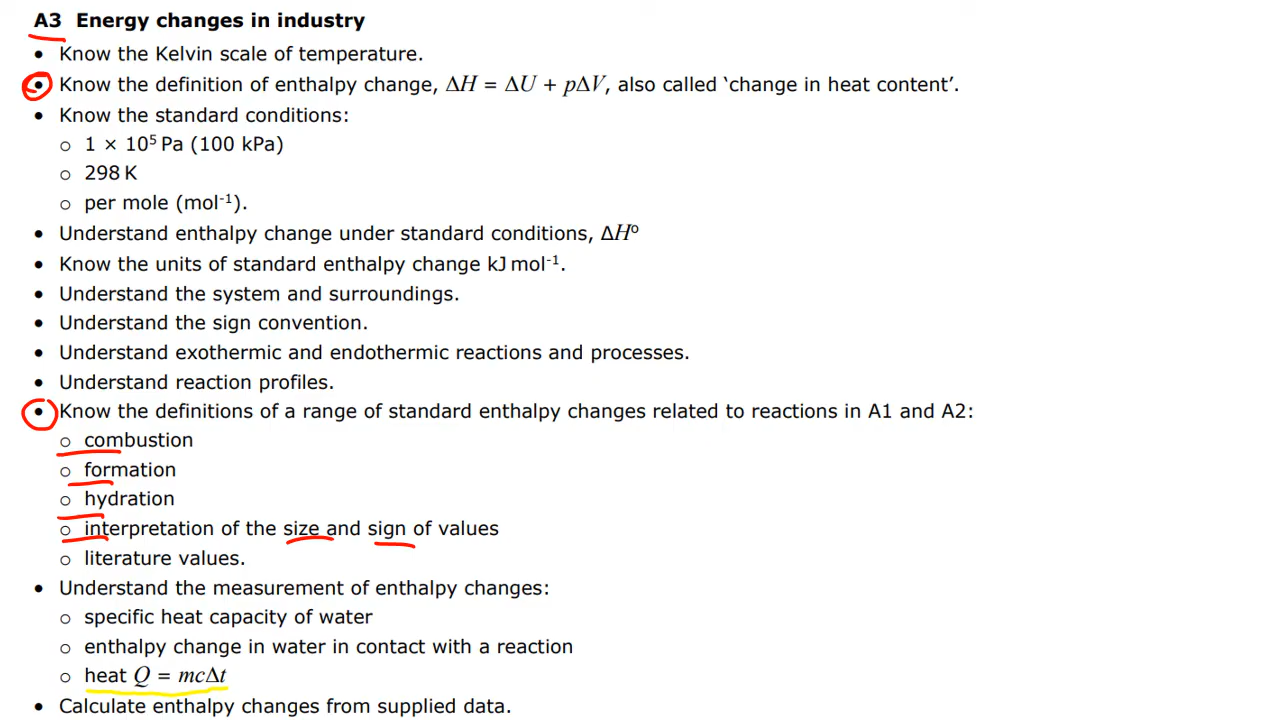 A3 Energy changes in industry
• Know the Kelvin scale of temperature.
• Know the definition of enthalpy change, ΔH = ΔU + pΔV, also called ‘change in heat content’.
• Know the standard conditions:
o 1 × 10⁵ Pa (100 kPa)
o 298 K
o per mole (mol⁻¹).
• Understand enthalpy change under standard conditions, ΔHº
• Know the units of standard enthalpy change kJ mol⁻¹.
• Understand the system and surroundings.
• Understand the sign convention.
• Understand exothermic and endothermic reactions and processes.
• Understand reaction profiles.
• Know the definitions of a range of standard enthalpy changes related to reactions in A1 and A2:
o combustion
o formation
o hydration
o interpretation of the size and sign of values
o literature values.
• Understand the measurement of enthalpy changes:
o specific heat capacity of water
o enthalpy change in water in contact with a reaction
o heat Q = mcΔt
• Calculate enthalpy changes from supplied data.